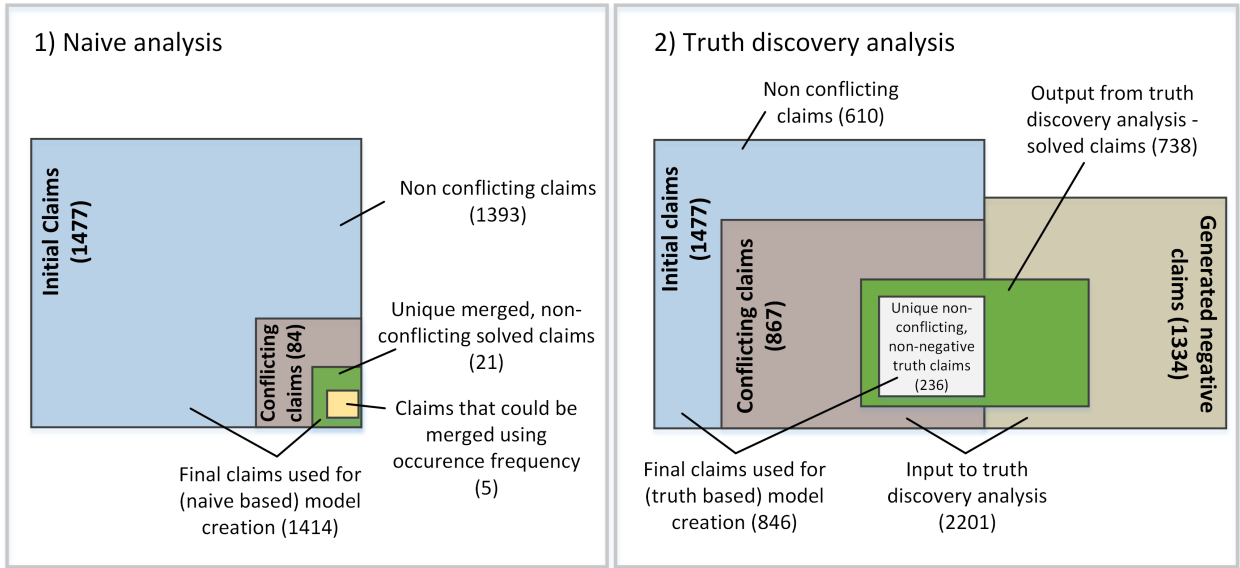 1) Naive analysis
Initial Claims
(1477)
Non conflicting claims
(1393)
Unique merged, non-
conflicting solved claims
(21)
Conflicting
claims (84)
Claims that could be
merged using
occurence frequency
(5)
Final claims used for
(naive based) model
creation (1414)
2) Truth discovery analysis
Non conflicting
claims (610)
Output from truth
discovery analysis -
solved claims (738)
Initial claims
(1477)
Conflicting claims
(867)
Unique non-
conflicting,
non-negative
truth claims
(236)
Generated negative
claims (1334)
Final claims used for
(truth based) model
creation (846)
Input to truth
discovery analysis
(2201)